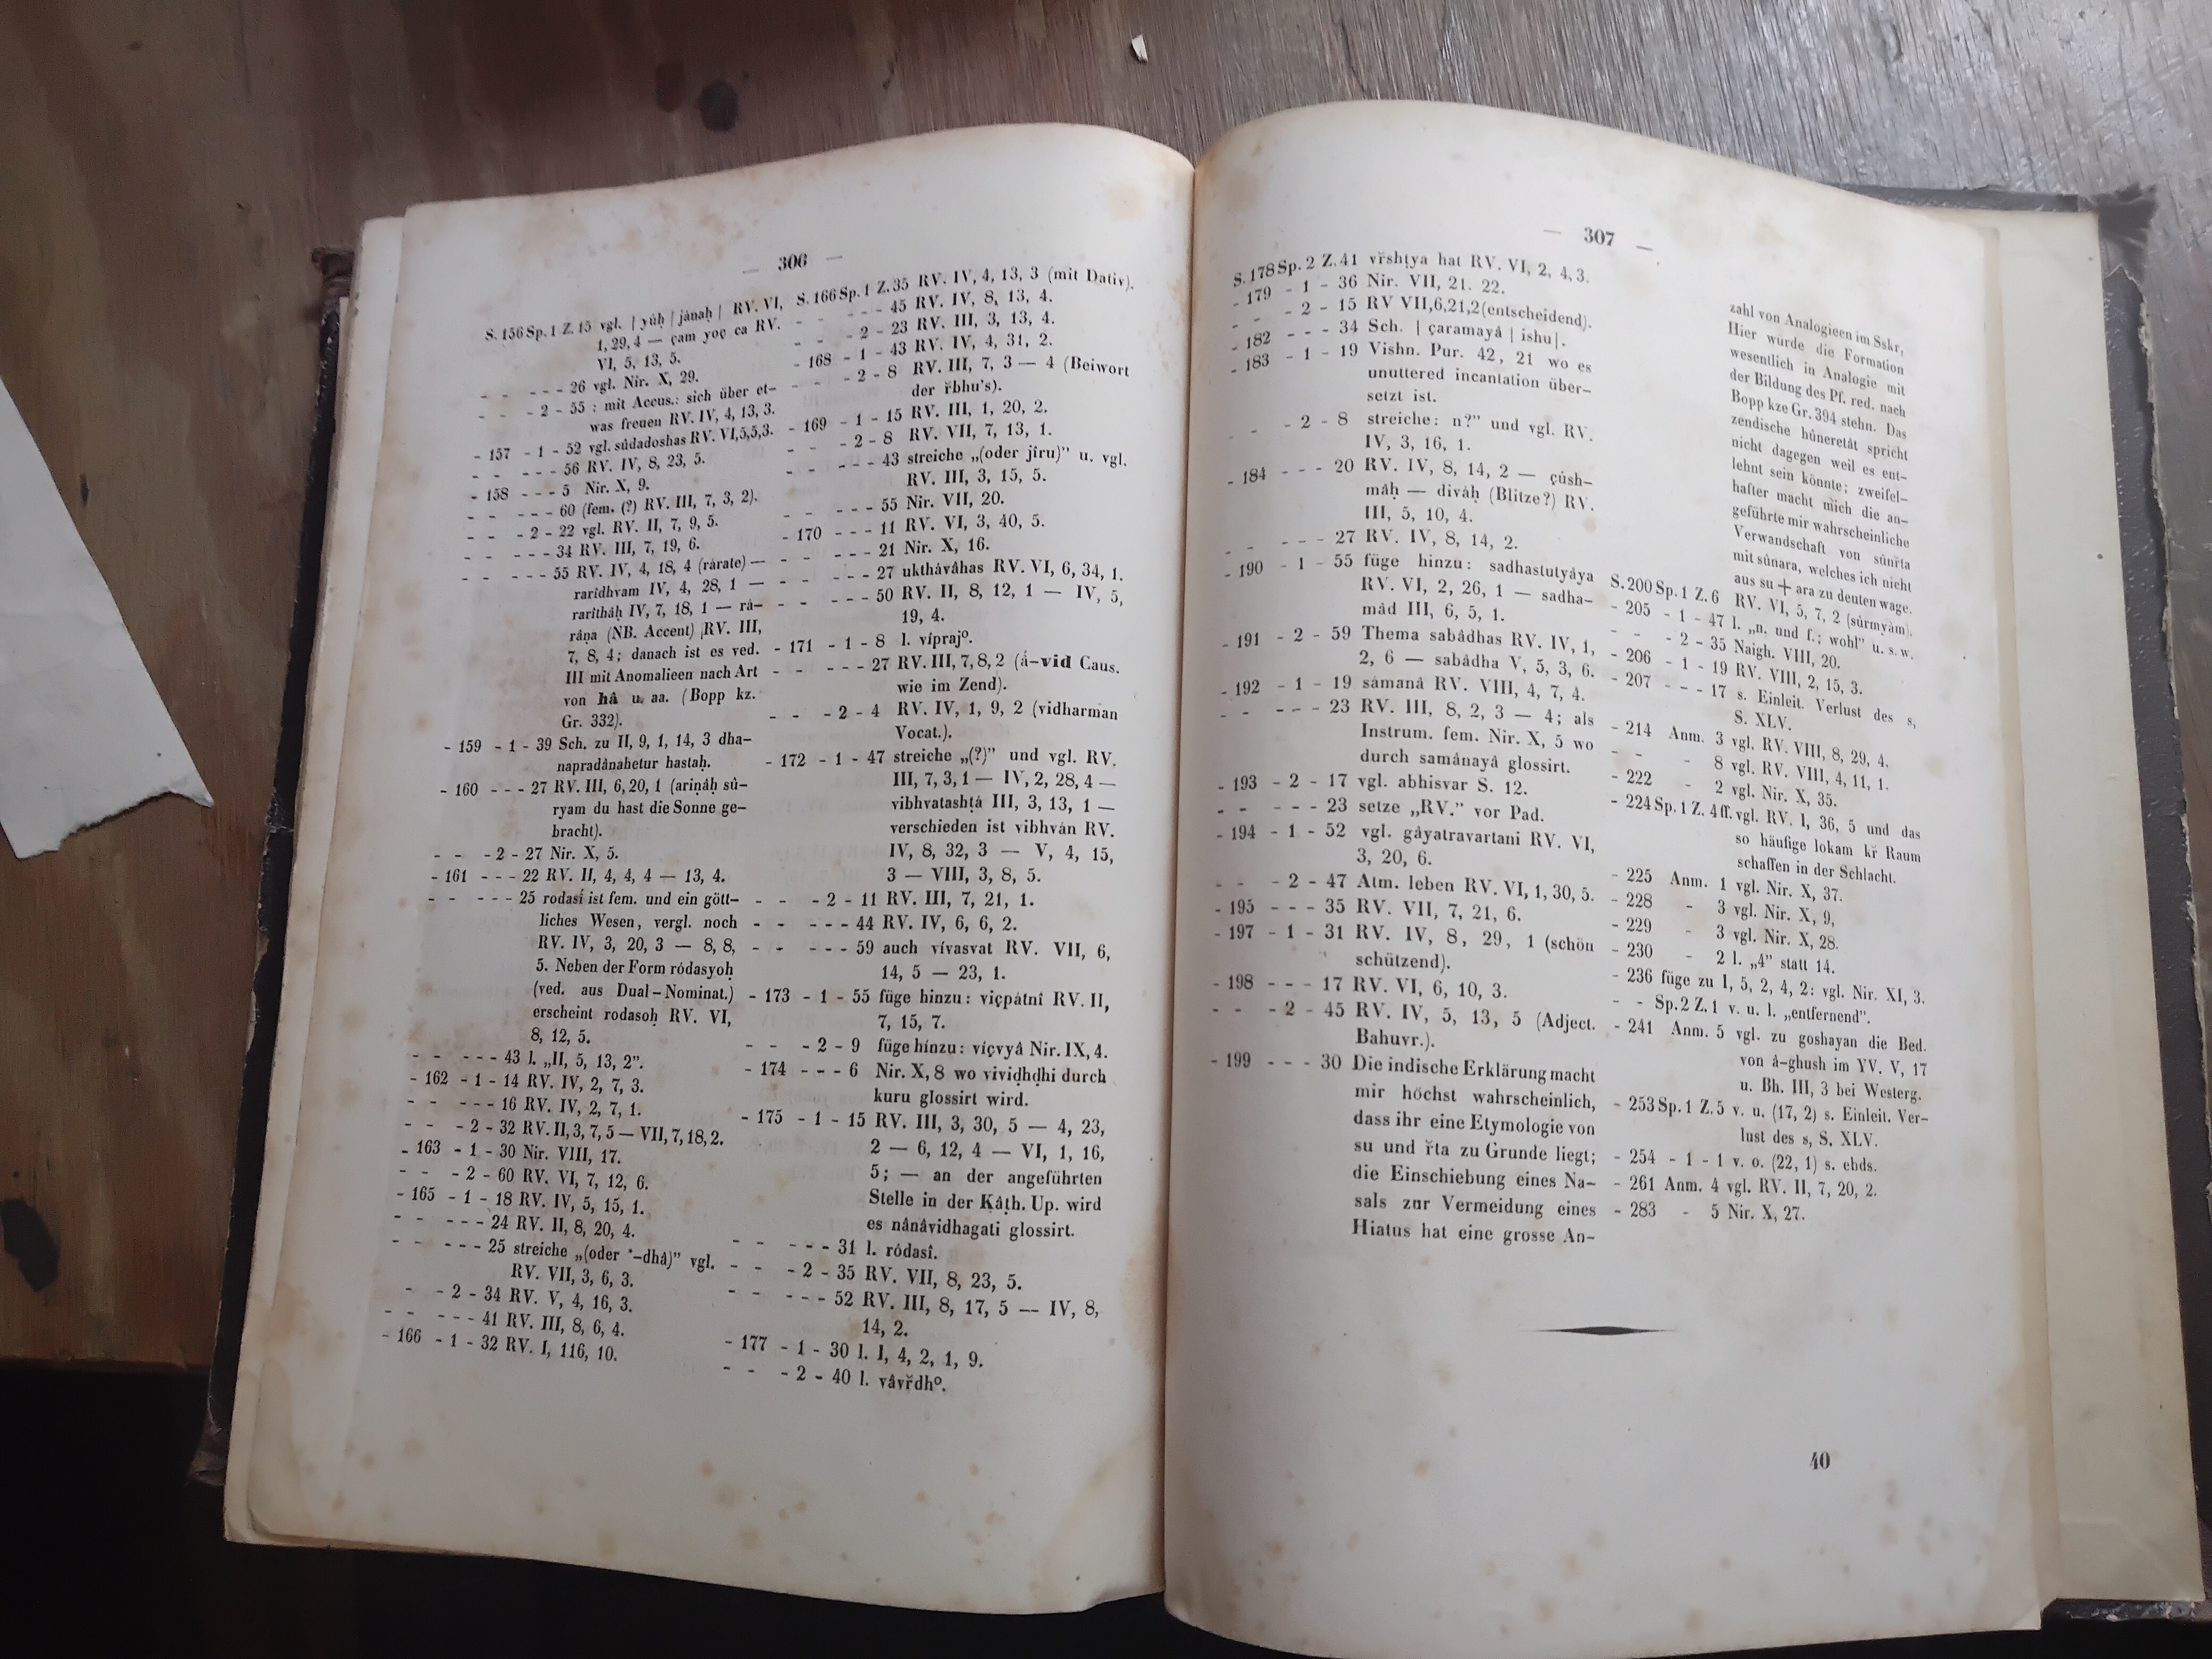 — 306 —
S. 156 Sp. 1 Z. 15 vgl. | yúḥ | jánaḥ | RV. VI,
1, 29, 4 — çam yoç ca RV.
VI, 5, 13, 5.
- - - - - 26 vgl. Nir. X, 29.
- - - 2 - 55 : mit Accus.: sich über et-
was freuen RV. IV, 4, 13, 3.
- 157 - 1 - 52 vgl. sûdadoshas RV. VI,5,5,3.
- - - - - 56 RV. IV, 8, 23, 5.
- 158 - - - 5 Nir. X, 9.
- - - - - 60 (fem. (?) RV. III, 7, 3, 2).
- - - 2 - 22 vgl. RV. II, 7, 9, 5.
- - - - - 34 RV. III, 7, 19, 6.
- - - - - 55 RV. IV, 4, 18, 4 (rárate) —
rarîdhvam IV, 4, 28, 1 —
rarîthâḥ IV, 7, 18, 1 — rá-
râṇa (NB. Accent) RV. III,
7, 8, 4; danach ist es ved.
III mit Anomalieen nach Art
von hâ u. aa. (Bopp kz.
Gr. 332).
- 159 - 1 - 39 Sch. zu II, 9, 1, 14, 3 dha-
napradânahetur hastaḥ.
- 160 - - - 27 RV. III, 6, 20, 1 (ariṇâḥ sû-
ryam du hast die Sonne ge-
bracht).
- - - 2 - 27 Nir. X, 5.
- 161 - - - 22 RV. II, 4, 4, 4 — 13, 4.
- - - - - 25 rodasî ist fem. und ein gött-
liches Wesen, vergl. noch
RV. IV, 3, 20, 3 — 8, 8,
5. Neben der Form ródasyoḥ
(ved. aus Dual-Nominat.)
erscheint rodasoḥ RV. VI,
8, 12, 5.
- - - - - 43 l. „II, 5, 13, 2”.
- 162 - 1 - 14 RV. IV, 2, 7, 3.
- - - - - 16 RV. IV, 2, 7, 1.
- - - 2 - 32 RV. II, 3, 7, 5 — VII, 7, 18, 2.
- 163 - 1 - 30 Nir. VIII, 17.
- - - 2 - 60 RV. VI, 7, 12, 6.
- 165 - 1 - 18 RV. IV, 5, 15, 1.
- - - - - 24 RV. II, 8, 20, 4.
- - - - - 25 streiche „(oder *-dhâ)” vgl.
RV. VII, 3, 6, 3.
- - 2 - 34 RV. V, 4, 16, 3.
- - - - - 41 RV. III, 8, 6, 4.
- 166 - 1 - 32 RV. I, 116, 10.
S. 166 Sp. 1 Z. 35 RV. IV, 4, 13, 3 (mit Dativ).
- - - - - 45 RV. IV, 8, 13, 4.
- - - 2 - 23 RV. III, 3, 13, 4.
- 168 - 1 - 43 RV. IV, 4, 31, 2.
- - - 2 - 8 RV. III, 7, 3 — 4 (Beiwort
der r̆bhu's).
- 169 - 1 - 15 RV. III, 1, 20, 2.
- - - 2 - 8 RV. VII, 7, 13, 1.
- - - - - 43 streiche „(oder jîru)” u. vgl.
RV. III, 3, 15, 5.
- - - - - 55 Nir. VII, 20.
- 170 - - - 11 RV. VI, 3, 40, 5.
- - - - - 21 Nir. X, 16.
- - - - - 27 ukthávâhas RV. VI, 6, 34, 1.
- - - - - 50 RV. II, 8, 12, 1 — IV, 5,
19, 4.
- 171 - 1 - 8 l. vípraj⁰.
- - - - - 27 RV. III, 7, 8, 2 (á-vid Caus.
wie im Zend).
- - - 2 - 4 RV. IV, 1, 9, 2 (vidharman
Vocat.).
- 172 - 1 - 47 streiche „(?)” und vgl. RV.
III, 7, 3, 1 — IV, 2, 28, 4 —
vibhvatashṭá III, 3, 13, 1 —
verschieden ist vibhván RV.
IV, 8, 32, 3 — V, 4, 15,
3 — VIII, 3, 8, 5.
- - - 2 - 11 RV. III, 7, 21, 1.
- - - - - 44 RV. IV, 6, 6, 2.
- - - - - 59 auch vívasvat RV. VII, 6,
14, 5 — 23, 1.
- 173 - 1 - 55 füge hinzu: viçpátnî RV. II,
7, 15, 7.
- - - 2 - 9 füge hinzu: viçvyâ Nir. IX, 4.
- 174 - - - 6 Nir. X, 8 wo vividhdhi durch
kuru glossirt wird.
- 175 - 1 - 15 RV. III, 3, 30, 5 — 4, 23,
2 — 6, 12, 4 — VI, 1, 16,
5; — an der angeführten
Stelle in der Kâṭh. Up. wird
es nânâvidhagati glossirt.
- - - - - 31 l. ródasî.
- - - 2 - 35 RV. VII, 8, 23, 5.
- - - - - 52 RV. III, 8, 17, 5 — IV, 8,
14, 2.
- 177 - 1 - 30 l. I, 4, 2, 1, 9.
- - - 2 - 40 l. vâvr̆dh⁰.
— 307 —
S. 178 Sp. 2 Z. 41 vr̆shṭya hat RV. VI, 2, 4, 3.
- 179 - 1 - 36 Nir. VII, 21. 22.
- - - 2 - 15 RV VII,6,21,2 (entscheidend).
- 182 - - - 34 Sch. | çaramayâ | ishu|.
- 183 - 1 - 19 Vishn. Pur. 42, 21 wo es
unuttered incantation über-
setzt ist.
- - - 2 - 8 streiche: n?” und vgl. RV.
IV, 3, 16, 1.
- 184 - - - 20 RV. IV, 8, 14, 2 — çúsh-
mâḥ — diváḥ (Blitze?) RV.
III, 5, 10, 4.
- - - - - 27 RV. IV, 8, 14, 2.
- 190 - 1 - 55 füge hinzu: sadhastutyâya
RV. VI, 2, 26, 1 — sadha-
mâd III, 6, 5, 1.
- 191 - 2 - 59 Thema sabâdhas RV. IV, 1,
2, 6 — sabâdha V, 5, 3, 6.
- 192 - 1 - 19 sámanâ RV. VIII, 4, 7, 4.
- - - - - 23 RV. III, 8, 2, 3 — 4; als
Instrum. fem. Nir. X, 5 wo
durch samânayâ glossirt.
- 193 - 2 - 17 vgl. abhisvar S. 12.
- - - - - 23 setze „RV.” vor Pad.
- 194 - 1 - 52 vgl. gâyatravartani RV. VI,
3, 20, 6.
- - - 2 - 47 Atm. leben RV. VI, 1, 30, 5.
- 195 - - - 35 RV. VII, 7, 21, 6.
- 197 - 1 - 31 RV. IV, 8, 29, 1 (schön
schützend).
- 198 - - - 17 RV. VI, 6, 10, 3.
- - - 2 - 45 RV. IV, 5, 13, 5 (Adject.
Bahuvr.).
- 199 - - - 30 Die indische Erklärung macht
mir höchst wahrscheinlich,
dass ihr eine Etymologie von
su und r̆ta zu Grunde liegt;
die Einschiebung eines Na-
sals zur Vermeidung eines
Hiatus hat eine grosse An-
zahl von Analogieen im Sskr,
Hier würde die Formation
wesentlich in Analogie mit
der Bildung des Pf. red. nach
Bopp kze Gr. 394 stehn. Das
zendische hûneretât spricht
nicht dagegen weil es ent-
lehnt sein könnte; zweifel-
hafter macht mich die an-
geführte mir wahrscheinliche
Verwandschaft von sûnr̆ta
mit sûnara, welches ich nicht
aus su + ara zu deuten wage.
S. 200 Sp. 1 Z. 6 RV. VI, 5, 7, 2 (sûrmyàm).
- 205 - 1 - 47 l. „n. und f.; wohl” u. s. w.
- - - 2 - 35 Naigh. VIII, 20.
- 206 - 1 - 19 RV. VIII, 2, 15, 3.
- 207 - - - 17 s. Einleit. Verlust des s,
S. XLV.
- 214 Anm. 3 vgl. RV. VIII, 8, 29, 4.
- - - 8 vgl. RV. VIII, 4, 11, 1.
- 222 - 2 vgl. Nir. X, 35.
- 224 Sp. 1 Z. 4 ff. vgl. RV. I, 36, 5 und das
so häufige lokam kr̆ Raum
schaffen in der Schlacht.
- 225 Anm. 1 vgl. Nir. X, 37.
- 228 - 3 vgl. Nir. X, 9,
- 229 - 3 vgl. Nir. X, 28.
- 230 - 2 l. „4” statt 14.
- 236 füge zu I, 5, 2, 4, 2: vgl. Nir. XI, 3.
- - Sp. 2 Z. 1 v. u. l. „entfernend”.
- 241 Anm. 5 vgl. zu goshayan die Bed.
von â-ghush im YV. V, 17
u. Bh. III, 3 bei Westerg.
- 253 Sp. 1 Z. 5 v. u. (17, 2) s. Einleit. Ver-
lust des s, S. XLV.
- 254 - 1 - 1 v. o. (22, 1) s. ebds.
- 261 Anm. 4 vgl. RV. II, 7, 20, 2.
- 283 - 5 Nir. X, 27.
40